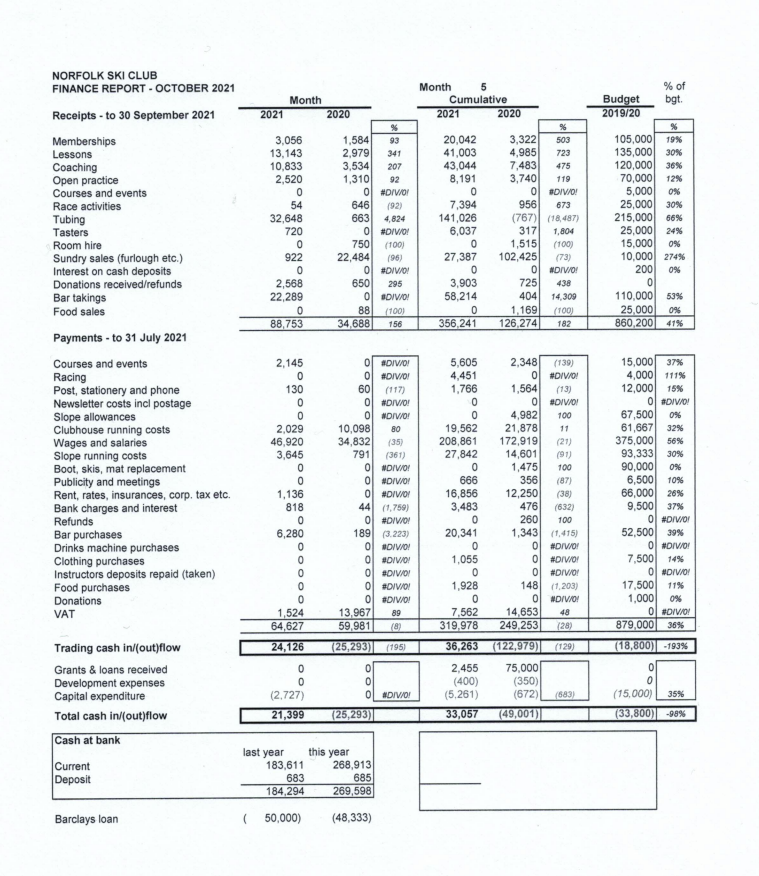 NORFOLK SKI CLUB
FINANCE REPORT - OCTOBER 2021 Month 5 % of
Month Cumulative Budget bgt.
Receipts - to 30 September 2021 2021 2020 2021 2020 2019/20
% % %
Memberships 3,056 1,584 93 20,042 3,322 503 105,000 19%
Lessons 13,143 2,979 341 41,003 4,985 723 135,000 30%
Coaching 10,833 3,534 207 43,044 7,483 475 120,000 36%
Open practice 2,520 1,310 92 8,191 3,740 119 70,000 12%
Courses and events 0 0 #DIV/0! 0 0 #DIV/0! 5,000 0%
Race activities 54 646 (92) 7,394 956 673 25,000 30%
Tubing 32,648 663 4,824 141,026 (767) (18,487) 215,000 66%
Tasters 720 0 #DIV/0! 6,037 317 1,804 25,000 24%
Room hire 0 750 (100) 0 1,515 (100) 15,000 0%
Sundry sales (furlough etc.) 922 22,484 (96) 27,387 102,425 (73) 10,000 274%
Interest on cash deposits 0 0 #DIV/0! 0 0 #DIV/0! 200 0%
Donations received/refunds 2,568 650 295 3,903 725 438 0
Bar takings 22,289 0 #DIV/0! 58,214 404 14,309 110,000 53%
Food sales 0 88 (100) 0 1,169 (100) 25,000 0%
88,753 34,688 156 356,241 126,274 182 860,200 41%
Payments - to 31 July 2021
Courses and events 2,145 0 #DIV/0! 5,605 2,348 (139) 15,000 37%
Racing 0 0 #DIV/0! 4,451 0 #DIV/0! 4,000 111%
Post, stationery and phone 130 60 (117) 1,766 1,564 (13) 12,000 15%
Newsletter costs incl postage 0 0 #DIV/0! 0 0 #DIV/0! 0 #DIV/0!
Slope allowances 0 0 #DIV/0! 0 4,982 100 67,500 0%
Clubhouse running costs 2,029 10,098 80 19,562 21,878 11 61,667 32%
Wages and salaries 46,920 34,832 (35) 208,861 172,919 (21) 375,000 56%
Slope running costs 3,645 791 (361) 27,842 14,601 (91) 93,333 30%
Boot, skis, mat replacement 0 0 #DIV/0! 0 1,475 100 90,000 0%
Publicity and meetings 0 0 #DIV/0! 666 356 (87) 6,500 10%
Rent, rates, insurances, corp. tax etc. 1,136 0 #DIV/0! 16,856 12,250 (38) 66,000 26%
Bank charges and interest 818 44 (1,759) 3,483 476 (632) 9,500 37%
Refunds 0 0 #DIV/0! 0 260 100 0 #DIV/0!
Bar purchases 6,280 189 (3,223) 20,341 1,343 (1,415) 52,500 39%
Drinks machine purchases 0 0 #DIV/0! 0 0 #DIV/0! 0 #DIV/0!
Clothing purchases 0 0 #DIV/0! 1,055 0 #DIV/0! 7,500 14%
Instructors deposits repaid (taken) 0 0 #DIV/0! 0 0 #DIV/0! 0 #DIV/0!
Food purchases 0 0 #DIV/0! 1,928 148 (1,203) 17,500 11%
Donations 0 0 #DIV/0! 0 0 #DIV/0! 1,000 0%
VAT 1,524 13,967 89 7,562 14,653 48 0 #DIV/0!
64,627 59,981 (8) 319,978 249,253 (28) 879,000 36%
Trading cash in/(out)flow 24,126 (25,293) (195) 36,263 (122,979) (129) (18,800) -193%
Grants & loans received 0 0 2,455 75,000 0
Development expenses 0 0 (400) (350) 0
Capital expenditure (2,727) 0 #DIV/0! (5,261) (672) (683) (15,000) 35%
Total cash in/(out)flow 21,399 (25,293) 33,057 (49,001) (33,800) -98%
Cash at bank
last year this year
Current 183,611 268,913
Deposit 683 685
184,294 269,598
Barclays loan ( 50,000) (48,333)